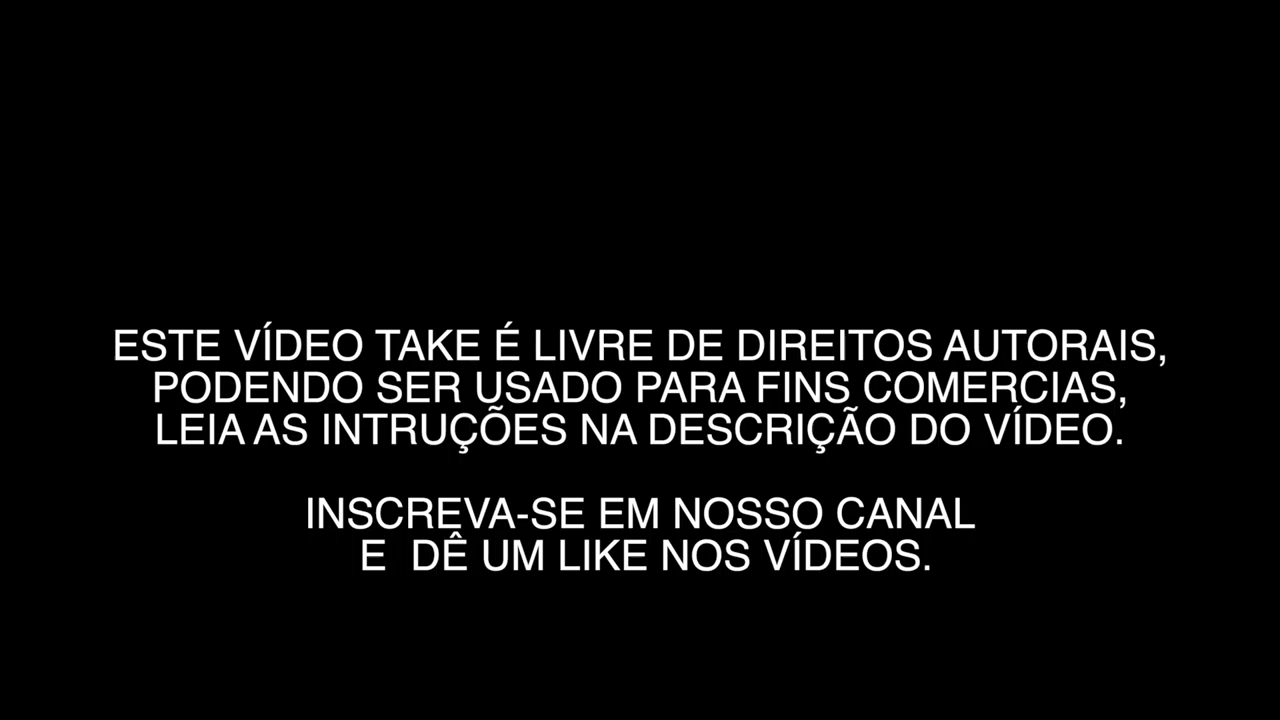 ESTE VÍDEO TAKE É LIVRE DE DIREITOS AUTORAIS,
PODENDO SER USADO PARA FINS COMERCIAS,
LEIA AS INTRUÇÕES NA DESCRIÇÃO DO VÍDEO.
INSCREVA-SE EM NOSSO CANAL
E  DÊ UM LIKE NOS VÍDEOS.